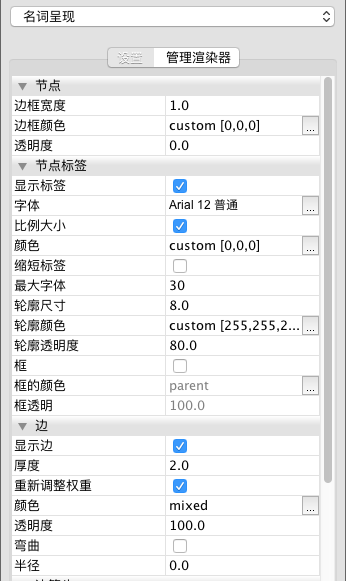 名词呈现
设置 管理渲染器
节点
边框宽度 1.0
边框颜色 custom [0,0,0] ...
透明度 0.0
节点标签
显示标签
字体 Arial 12 普通 ...
比例大小
颜色 custom [0,0,0] ...
缩短标签
最大字体 30
轮廓尺寸 8.0
轮廓颜色 custom [255,255,2... ...
轮廓透明度 80.0
框
框的颜色 parent ...
框透明 100.0
边
显示边
厚度 2.0
重新调整权重
颜色 mixed ...
透明度 100.0
弯曲
半径 0.0